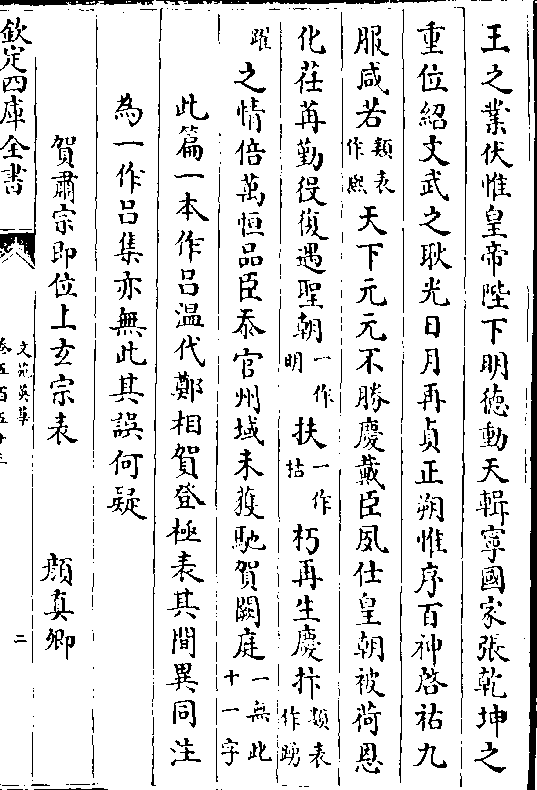 王之業伏惟皇帝陛下明德動天輯寧國家張乾坤之
重位紹文武之耿光日月再貞正朔惟序百神啓祐九
服咸若類表作熈天下元元不勝慶戴臣夙仕皇朝被荷恩
化荏苒勤役復遇聖朝一作明扶一作拈朽再生慶抃類表作踴
躍之情倍萬恒品臣忝官州域未獲馳賀闕庭一無此十一字
此篇一本作呂溫代鄭相賀登極表其間異同注
為一作呂集亦無此其誤何疑
賀肅宗即位上玄宗表 顔真卿
欽定四庫全書
文苑英華
卷五百五十三
二